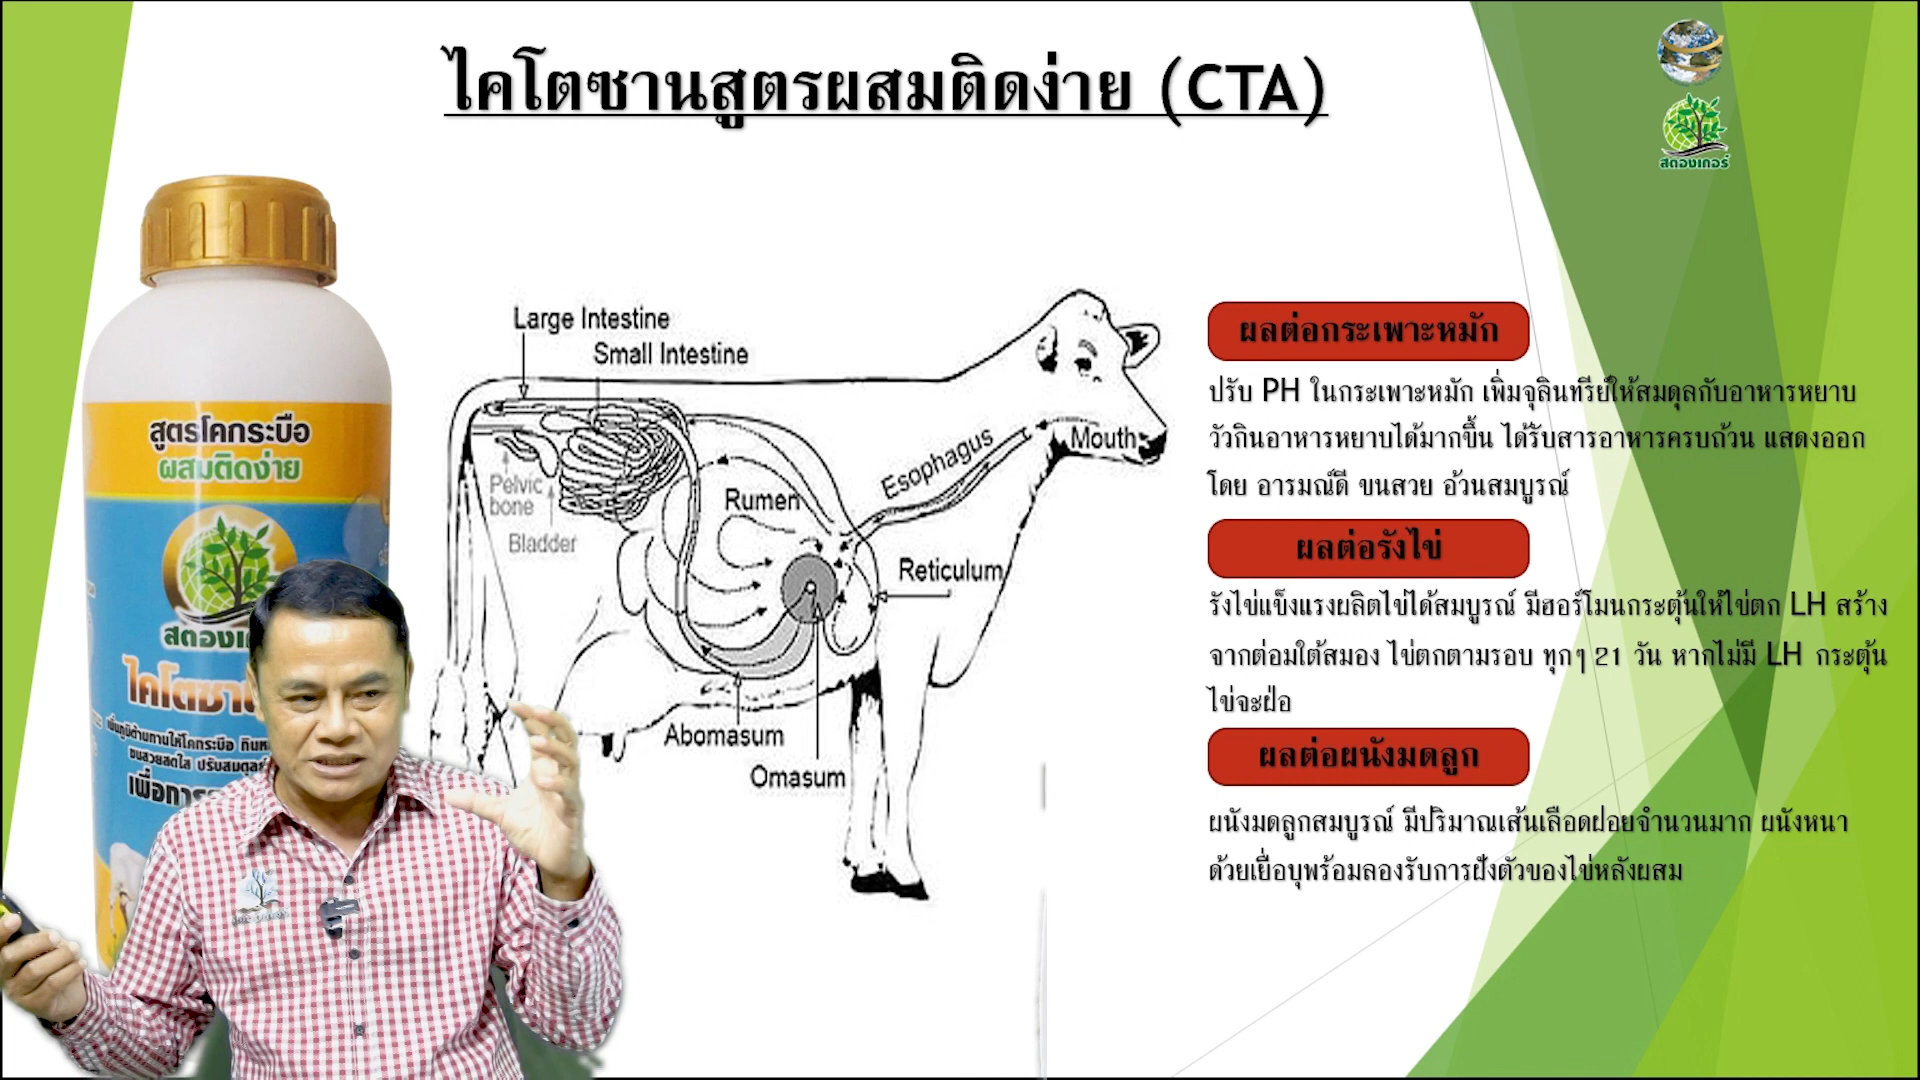 ไคโตซานสูตรผสมติดง่าย (CTA)
สตองเกอร์
สูตรโคกระบือ
ผสมติดง่าย
เพื่อการ
Large Intestine
Small Intestine
Pelvic
bone
Bladder
Rumen
Esophagus
Mouth
Reticulum
Abomasum
Omasum
ผลต่อกระเพาะหมัก
ปรับ PH ในกระเพาะหมัก เพิ่มจุลินทรีย์ให้สมดุลกับอาหารหยาบ
วัวกินอาหารหยาบได้มากขึ้น ได้รับสารอาหารครบถ้วน แสดงออก
โดย อารมณ์ดี ขนสวย อ้วนสมบูรณ์
ผลต่อรังไข่
รังไข่แข็งแรงผลิตไข่ได้สมบูรณ์ มีฮอร์โมนกระตุ้นให้ไข่ตก LH สร้าง
จากต่อมใต้สมอง ไข่ตกตามรอบ ทุกๆ 21 วัน หากไม่มี LH กระตุ้น
ไข่จะฝ่อ
ผลต่อผนังมดลูก
ผนังมดลูกสมบูรณ์ มีปริมาณเส้นเลือดฝอยจำนวนมาก ผนังหนา
ด้วยเยื่อบุพร้อมลองรับการฝังตัวของไข่หลังผสม